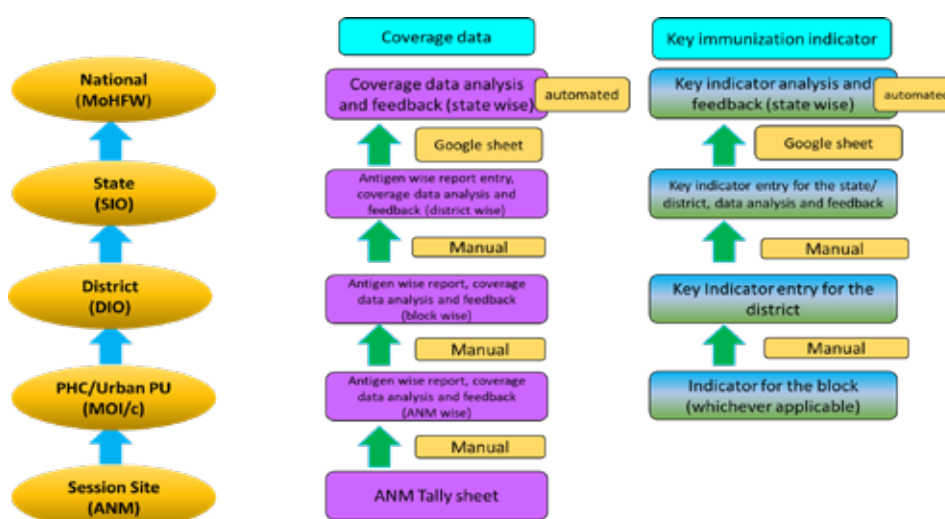 National
(MoHFW)
State
(SIO)
District
(DIO)
PHC/Urban PU
(MOI/c)
Session Site
(ANM)
Coverage data
Coverage data analysis
and feedback (state wise)
automated
Google sheet
Antigen wise report entry,
coverage data analysis and
feedback (district wise)
Manual
Antigen wise report, coverage
data analysis and feedback
(block wise)
Manual
Antigen wise report, coverage
data analysis and feedback
(ANM wise)
Manual
ANM Tally sheet
Key immunization indicator
Key indicator analysis and
feedback (state wise)
automated
Google sheet
Key indicator entry for the state/
district, data analysis and feedback
Manual
Key Indicator entry for the
district
Manual
Indicator for the block
(whichever applicable)